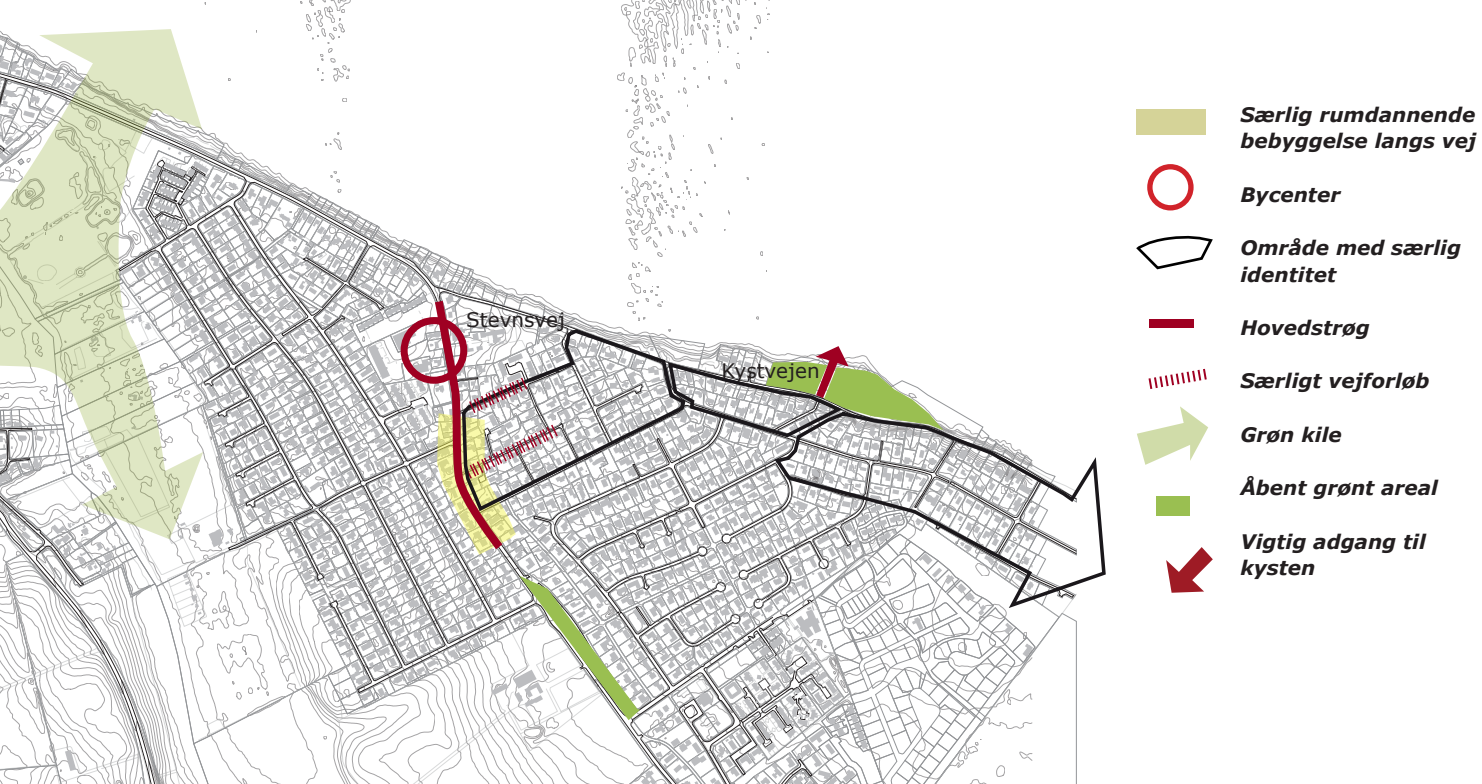 Stevnsvej
Kystvejen
Særlig rumdannende
bebyggelse langs vej
Bycenter
Område med særlig
identitet
Hovedstrøg
Særligt vejforløb
Grøn kile
Åbent grønt areal
Vigtig adgang til
kysten